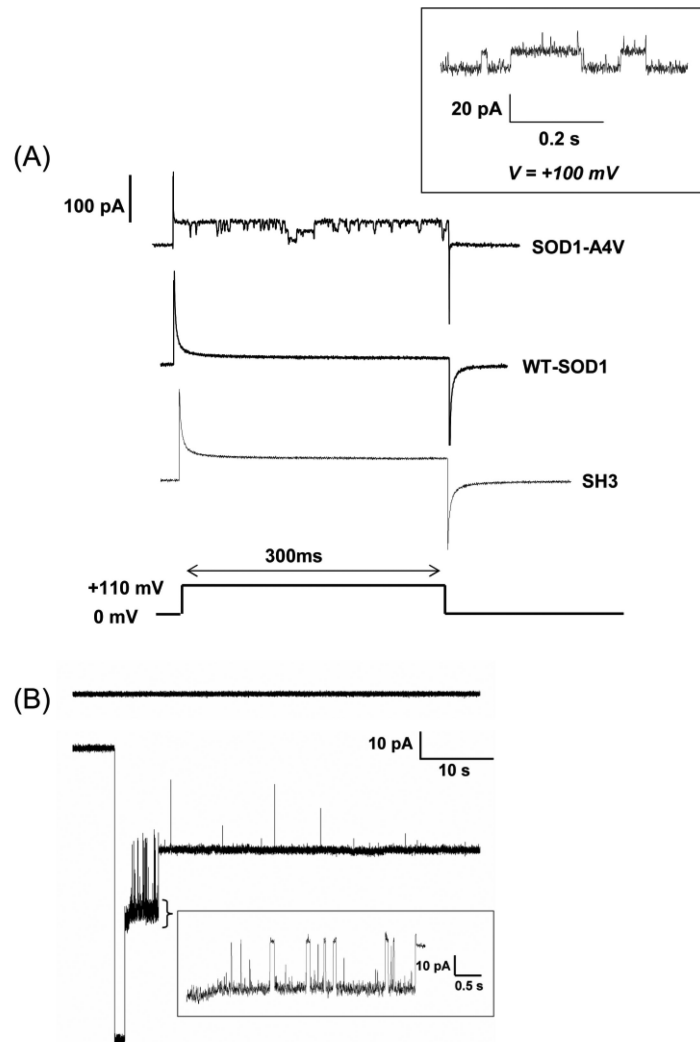 20 pA
0.2 s
V = +100 mV
(A)
100 pA
SOD1-A4V
WT-SOD1
SH3
300ms
+110 mV
0 mV
(B)
10 pA
10 s
10 pA
0.5 s